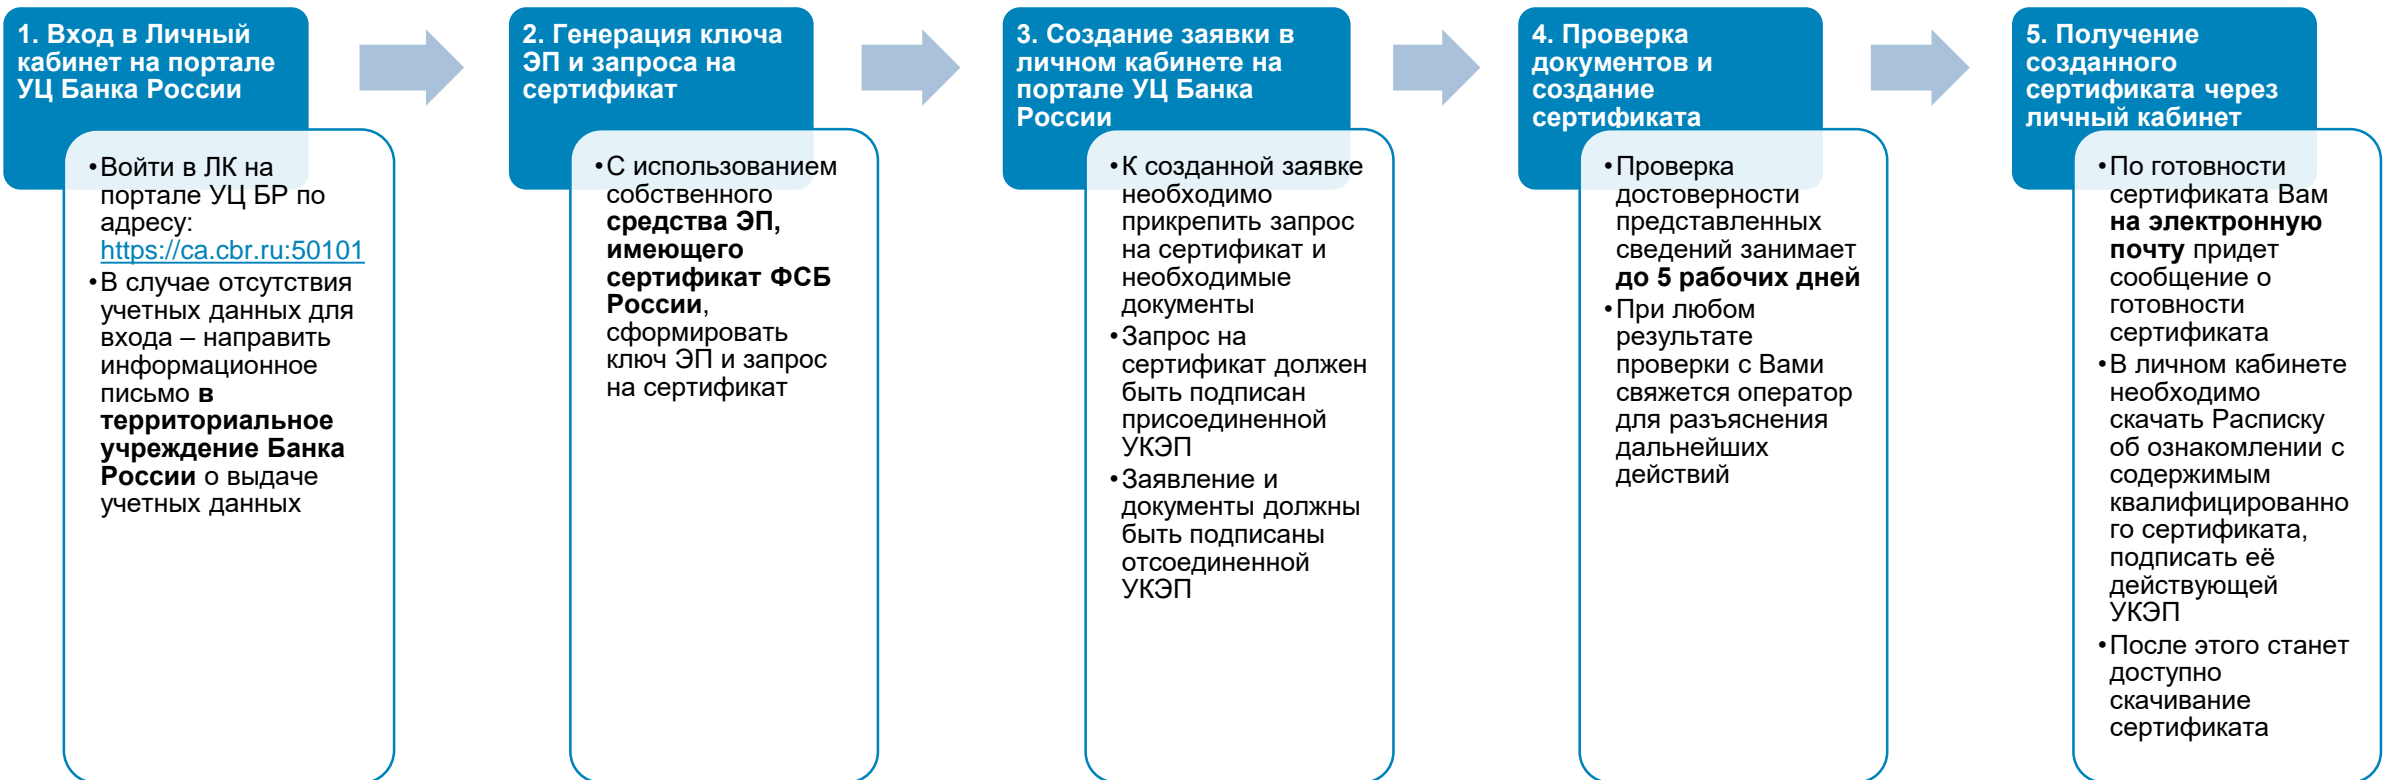 1. Вход в Личный
кабинет на портале
УЦ Банка России
•Войти в ЛК на
портале УЦ БР по
адресу:
https://ca.cbr.ru:50101
•В случае отсутствия
учетных данных для
входа – направить
информационное
письмо в
территориальное
учреждение Банка
России о выдаче
учетных данных
2. Генерация ключа
ЭП и запроса на
сертификат
•С использованием
собственного
средства ЭП,
имеющего
сертификат ФСБ
России,
сформировать
ключ ЭП и запрос
на сертификат
3. Создание заявки в
личном кабинете на
портале УЦ Банка
России
•К созданной заявке
необходимо
прикрепить запрос
на сертификат и
необходимые
документы
•Запрос на
сертификат должен
быть подписан
присоединенной
УКЭП
•Заявление и
документы должны
быть подписаны
отсоединенной
УКЭП
4. Проверка
документов и
создание
сертификата
•Проверка
достоверности
представленных
сведений занимает
до 5 рабочих дней
•При любом
результате
проверки с Вами
свяжется оператор
для разъяснения
дальнейших
действий
5. Получение
созданного
сертификата через
личный кабинет
•По готовности
сертификата Вам
на электронную
почту придет
сообщение о
готовности
сертификата
•В личном кабинете
необходимо
скачать Расписку
об ознакомлении с
содержимым
квалифицированно
го сертификата,
подписать её
действующей
УКЭП
•После этого станет
доступно
скачивание
сертификата